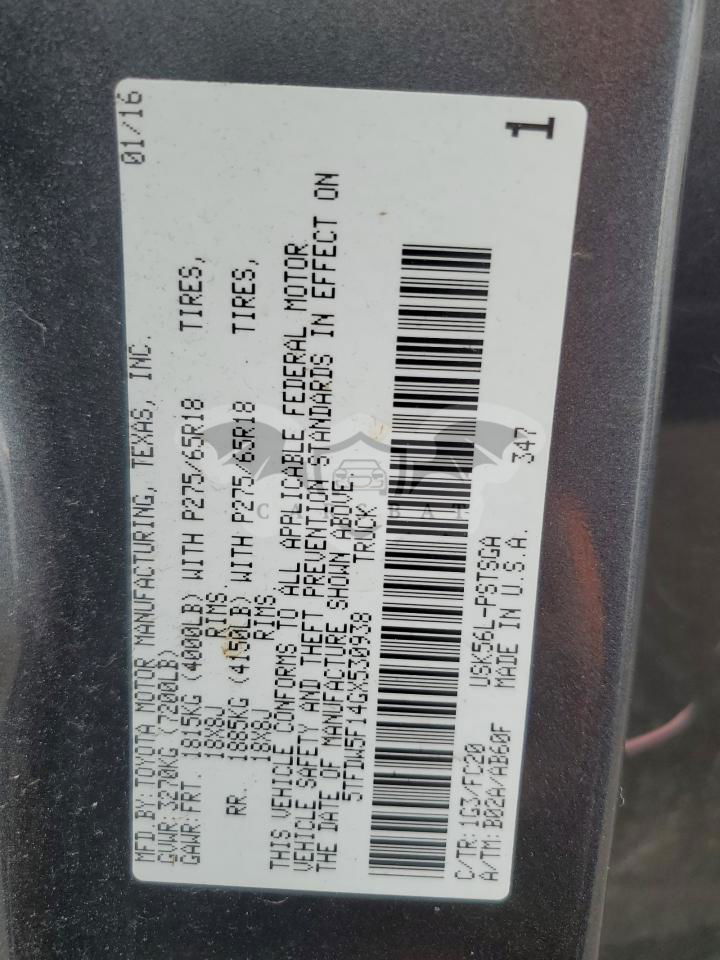 MFD BY: TOYOTA MOTOR MANUFACTURING, TEXAS, INC. 01/16
GVWR: 3270KG (7200LB)
GAWR: FRT. 1815KG (4000LB) WITH P275/65R18 TIRES,
18X8J RIMS
RR. 1885KG (4150LB) WITH P275/65R18 TIRES,
18X8J RIMS
THIS VEHICLE CONFORMS TO ALL APPLICABLE FEDERAL MOTOR
VEHICLE SAFETY AND THEFT PREVENTION STANDARDS IN EFFECT ON
THE DATE OF MANUFACTURE SHOWN ABOVE.
5TFDW5F14GX530938 TRUCK
C/TR: 1G3/FC20 USK56L-PSTSGA
A/TM: B02A/AB60F MADE IN U.S.A. 347
1
CARSBAT